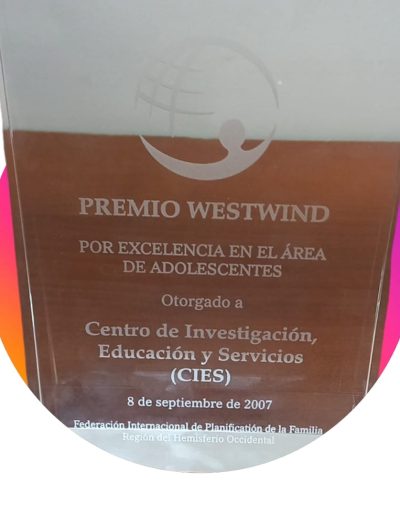 PREMIO WESTWIND
POR EXCELENCIA EN EL ÁREA
DE ADOLESCENTES
Otorgado a
Centro de Investigación,
Educación y Servicios
(CIES)
8 de septiembre de 2007
Federación Internacional de Planificación de la Familia
Región del Hemisferio Occidental